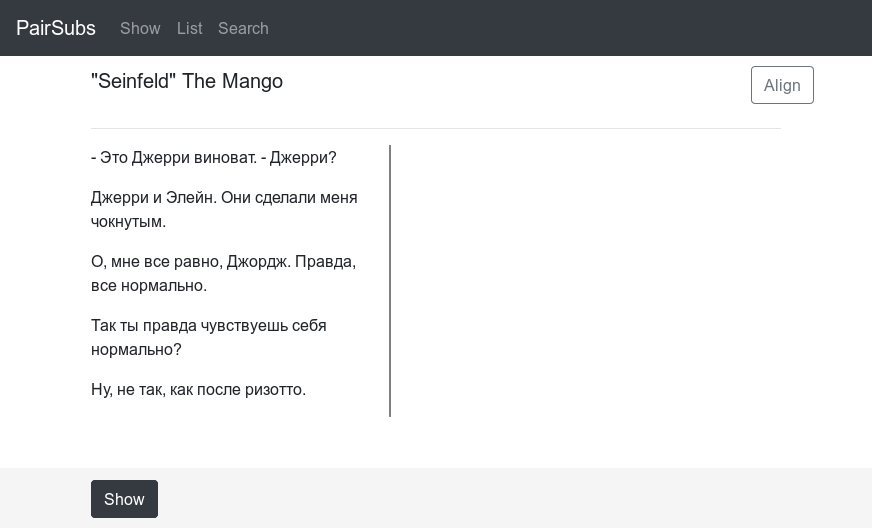 PairSubs Show List Search
"Seinfeld" The Mango
Align
- Это Джерри виноват. - Джерри?
Джерри и Элейн. Они сделали меня
чокнутым.
О, мне все равно, Джордж. Правда,
все нормально.
Так ты правда чувствуешь себя
нормально?
Ну, не так, как после ризотто.
Show